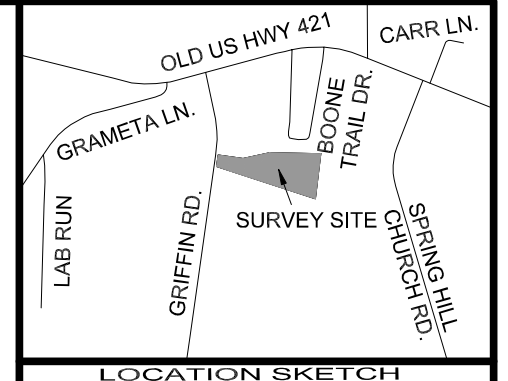 OLD US HWY 421
CARR LN.
GRAMETA LN.
BOONE
TRAIL DR.
LAB RUN
GRIFFIN RD.
SURVEY SITE
SPRING HILL
CHURCH RD.
LOCATION SKETCH